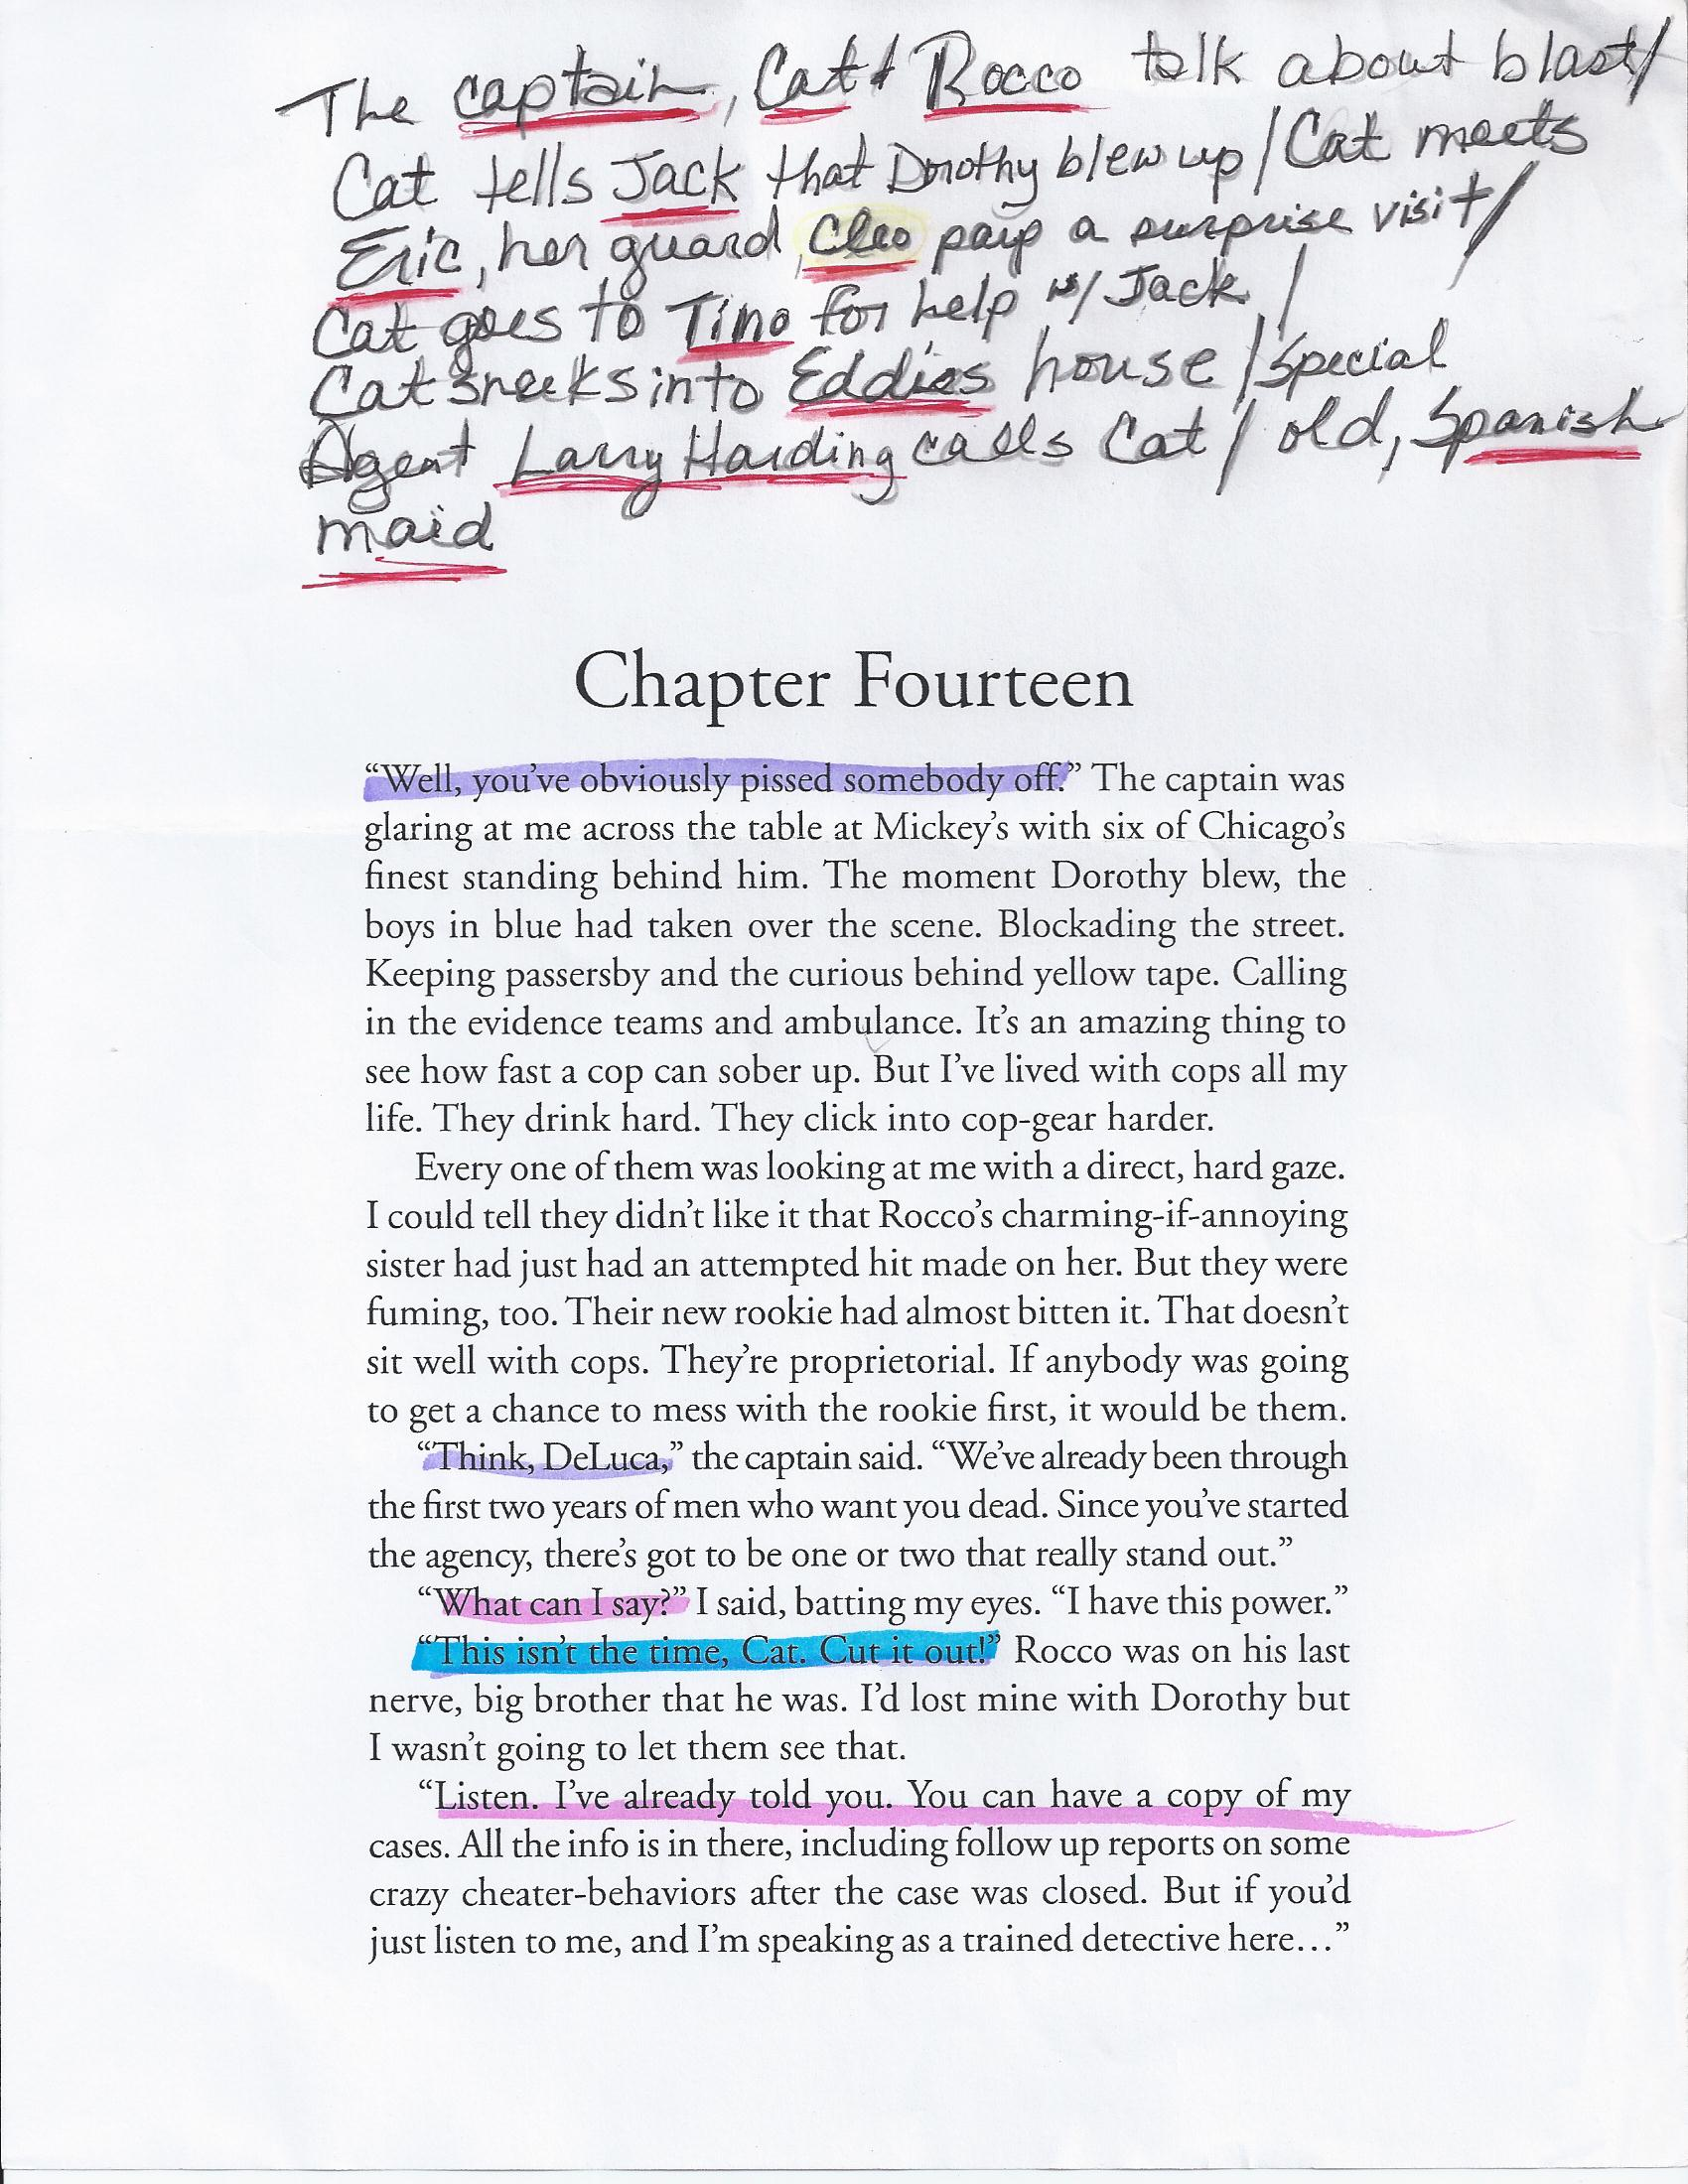 The captain, Cat & Rocco talk about blast/
Cat tells Jack that Dorothy blew up/Cat meets
Eric, her guard, Cleo pays a surprise visit/
Cat goes to Tino for help w/Jack/
Cat sneeks into Eddies house/Special
Agent Larry Harding calls Cat/old, Spanish
maid
Chapter Fourteen
“Well, you’ve obviously pissed somebody off.” The captain was
glaring at me across the table at Mickey’s with six of Chicago’s
finest standing behind him. The moment Dorothy blew, the
boys in blue had taken over the scene. Blockading the street.
Keeping passersby and the curious behind yellow tape. Calling
in the evidence teams and ambulance. It’s an amazing thing to
see how fast a cop can sober up. But I’ve lived with cops all my
life. They drink hard. They click into cop-gear harder.
Every one of them was looking at me with a direct, hard gaze.
I could tell they didn’t like it that Rocco’s charming-if-annoying
sister had just had an attempted hit made on her. But they were
fuming, too. Their new rookie had almost bitten it. That doesn’t
sit well with cops. They’re proprietorial. If anybody was going
to get a chance to mess with the rookie first, it would be them.
“Think, DeLuca,” the captain said. “We’ve already been through
the first two years of men who want you dead. Since you’ve started
the agency, there’s got to be one or two that really stand out.”
“What can I say?” I said, batting my eyes. “I have this power.”
“This isn’t the time, Cat. Cut it out!” Rocco was on his last
nerve, big brother that he was. I’d lost mine with Dorothy but
I wasn’t going to let them see that.
“Listen. I’ve already told you. You can have a copy of my
cases. All the info is in there, including follow up reports on some
crazy cheater-behaviors after the case was closed. But if you’d
just listen to me, and I’m speaking as a trained detective here…”